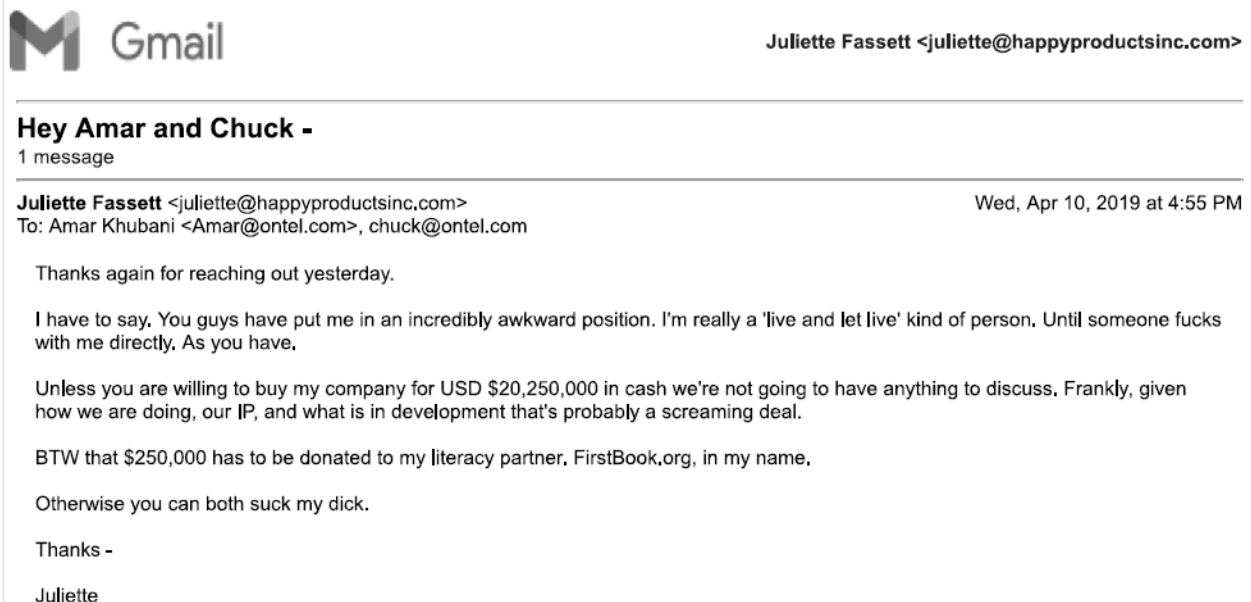 Gmail
Juliette Fassett <juliette@happyproductsinc.com>
Hey Amar and Chuck -
1 message
Juliette Fassett <juliette@happyproductsinc.com>
Wed, Apr 10, 2019 at 4:55 PM
To: Amar Khubani <Amar@ontel.com>, chuck@ontel.com
Thanks again for reaching out yesterday.
I have to say. You guys have put me in an incredibly awkward position. I'm really a 'live and let live' kind of person. Until someone fucks
with me directly. As you have.
Unless you are willing to buy my company for USD $20,250,000 in cash we're not going to have anything to discuss. Frankly, given
how we are doing, our IP, and what is in development that's probably a screaming deal.
BTW that $250,000 has to be donated to my literacy partner. FirstBook.org, in my name.
Otherwise you can both suck my dick.
Thanks -
Juliette